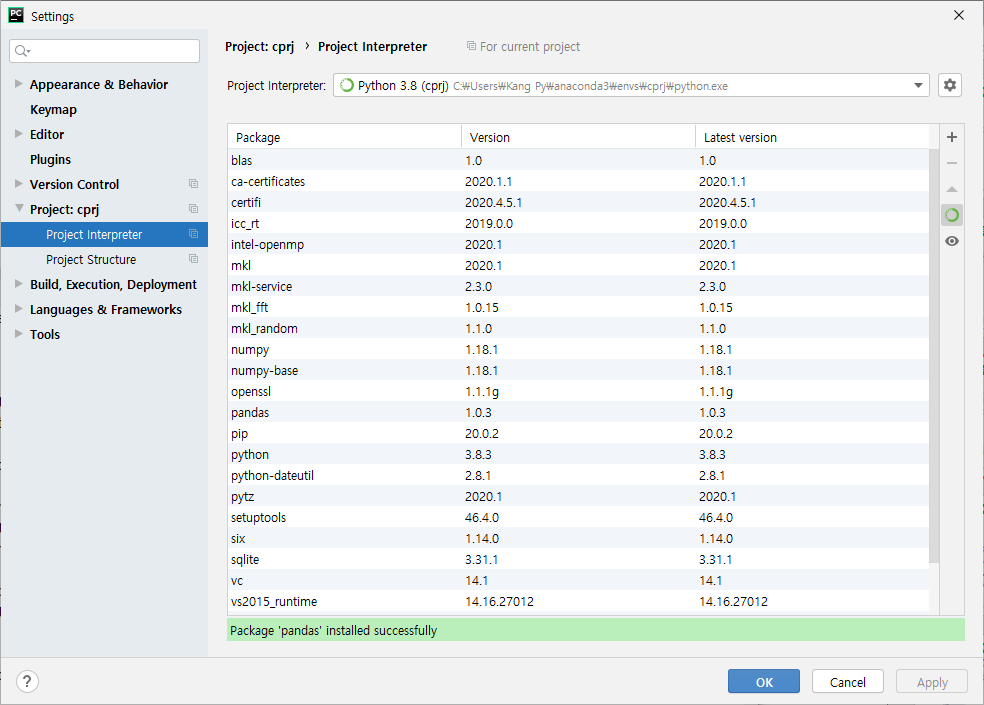 PC Settings
Project: cprj › Project Interpreter For current project
Appearance & Behavior
Keymap
Editor
Plugins
Version Control
Project: cprj
Project Interpreter
Project Structure
Build, Execution, Deployment
Languages & Frameworks
Tools
Project Interpreter: Python 3.8 (cprj) C:₩Users₩Kang Py₩anaconda3₩envs₩cprj₩python.exe
Package Version Latest version
blas 1.0 1.0
ca-certificates 2020.1.1 2020.1.1
certifi 2020.4.5.1 2020.4.5.1
icc_rt 2019.0.0 2019.0.0
intel-openmp 2020.1 2020.1
mkl 2020.1 2020.1
mkl-service 2.3.0 2.3.0
mkl_fft 1.0.15 1.0.15
mkl_random 1.1.0 1.1.0
numpy 1.18.1 1.18.1
numpy-base 1.18.1 1.18.1
openssl 1.1.1g 1.1.1g
pandas 1.0.3 1.0.3
pip 20.0.2 20.0.2
python 3.8.3 3.8.3
python-dateutil 2.8.1 2.8.1
pytz 2020.1 2020.1
setuptools 46.4.0 46.4.0
six 1.14.0 1.14.0
sqlite 3.31.1 3.31.1
vc 14.1 14.1
vs2015_runtime 14.16.27012 14.16.27012
Package 'pandas' installed successfully
? OK Cancel Apply